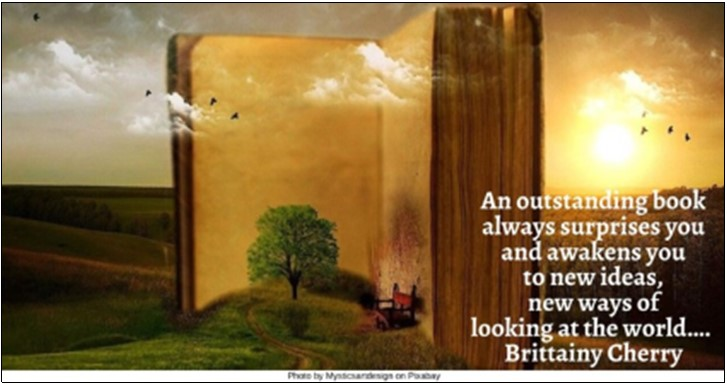 An outstanding book
always surprises you
and awakens you
to new ideas,
new ways of
looking at the world....
Brittainy Cherry
Photo by Mysticsartdesign on Pixabay